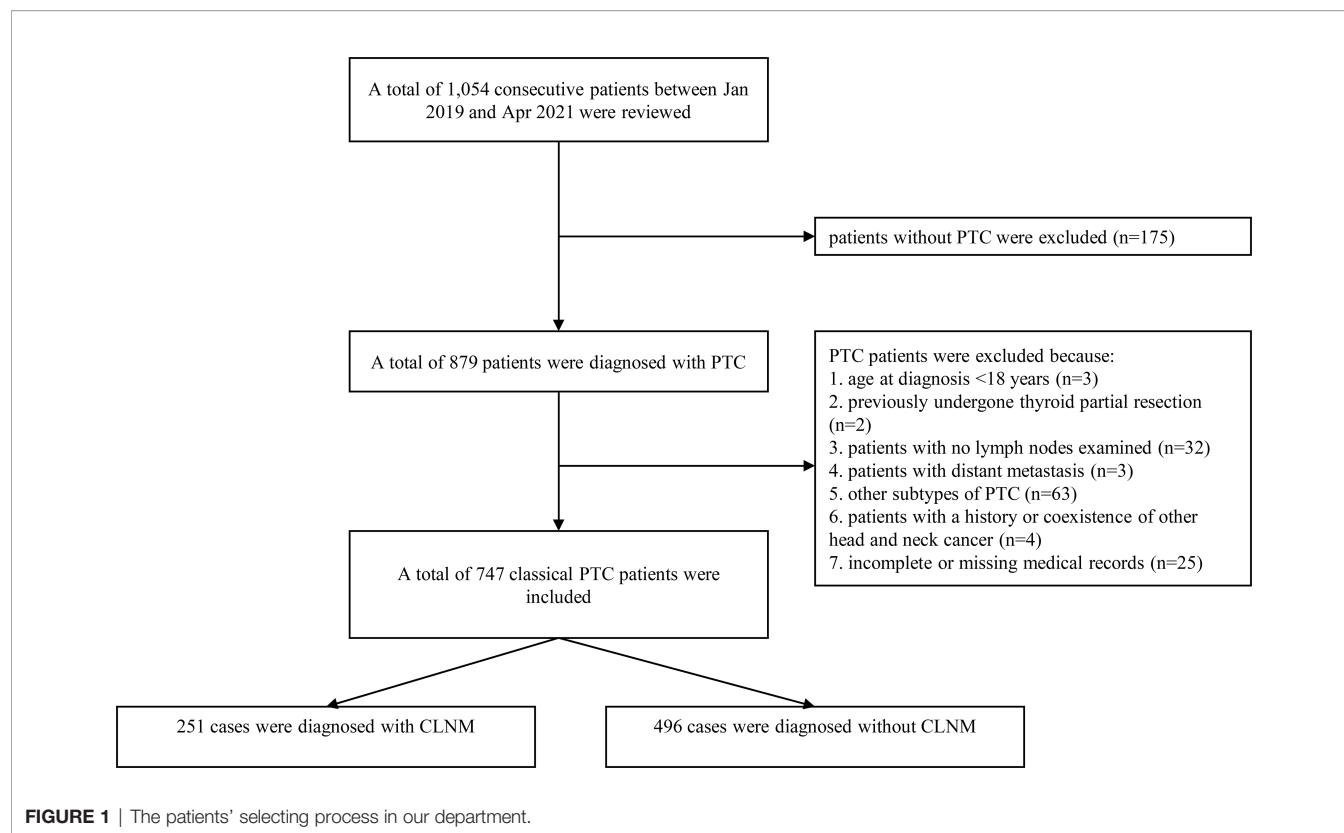 A total of 1,054 consecutive patients between Jan
2019 and Apr 2021 were reviewed
patients without PTC were excluded (n=175)
A total of 879 patients were diagnosed with PTC
PTC patients were excluded because:
1. age at diagnosis <18 years (n=3)
2. previously undergone thyroid partial resection
(n=2)
3. patients with no lymph nodes examined (n=32)
4. patients with distant metastasis (n=3)
5. other subtypes of PTC (n=63)
6. patients with a history or coexistence of other
head and neck cancer (n=4)
7. incomplete or missing medical records (n=25)
A total of 747 classical PTC patients were
included
251 cases were diagnosed with CLNM
496 cases were diagnosed without CLNM
FIGURE 1 | The patients’ selecting process in our department.